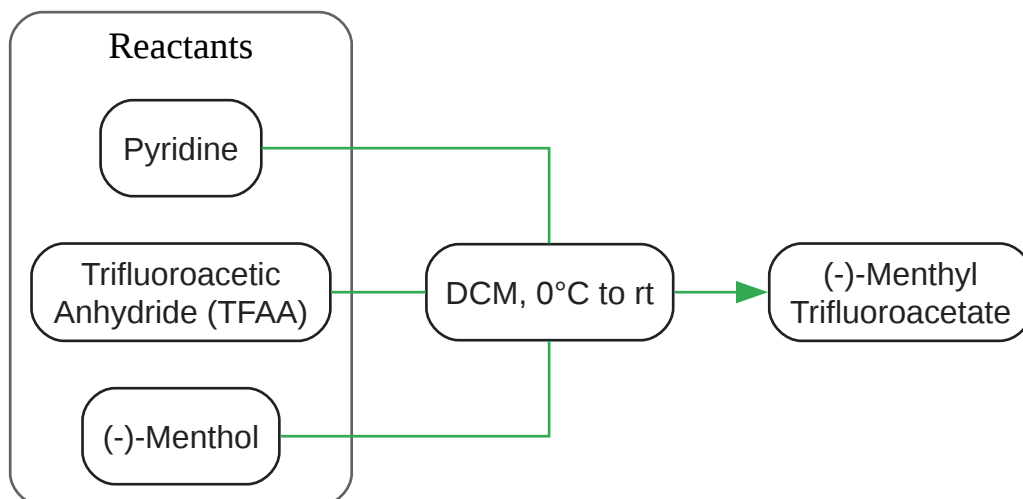 Reactants
Pyridine
Trifluoroacetic
Anhydride (TFAA)
(-)-Menthol
DCM, 0°C to rt
(-)-Menthyl
Trifluoroacetate